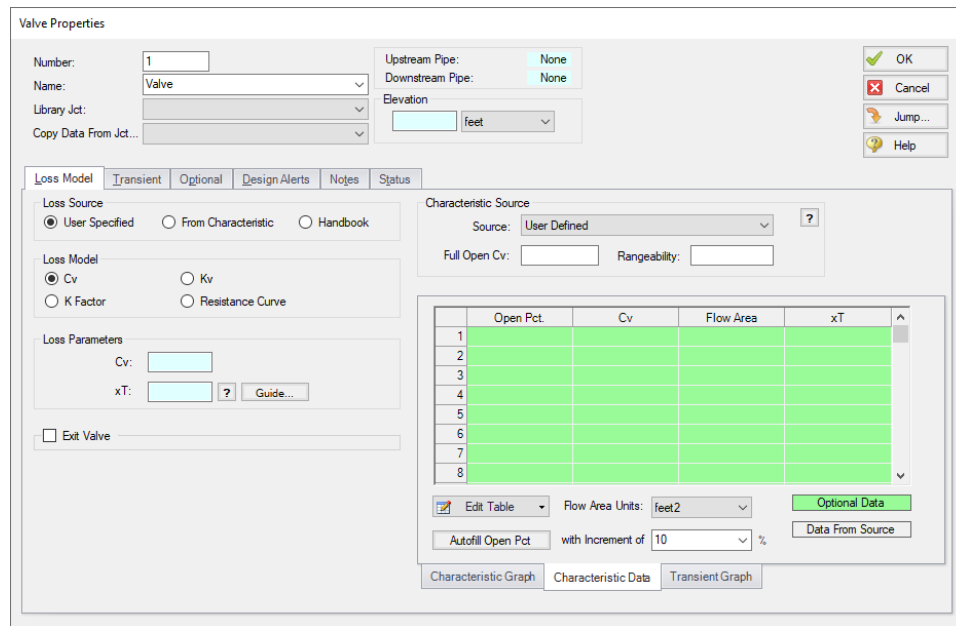 Valve Properties
Number: 1
Name: Valve
Library Jct:
Copy Data From Jct...
Upstream Pipe: None
Downstream Pipe: None
Elevation
feet
OK
Cancel
Jump...
Help
Loss Model Transient Optional Design Alerts Notes Status
Loss Source
User Specified From Characteristic Handbook
Loss Model
Cv Kv
K Factor Resistance Curve
Loss Parameters
Cv:
xT: ? Guide...
Exit Valve
Characteristic Source
Source: User Defined ?
Full Open Cv: Rangeability:
Open Pct. Cv Flow Area xT
1
2
3
4
5
6
7
8
Edit Table Flow Area Units: feet2 Optional Data
Autofill Open Pct with Increment of 10 % Data From Source
Characteristic Graph Characteristic Data Transient Graph